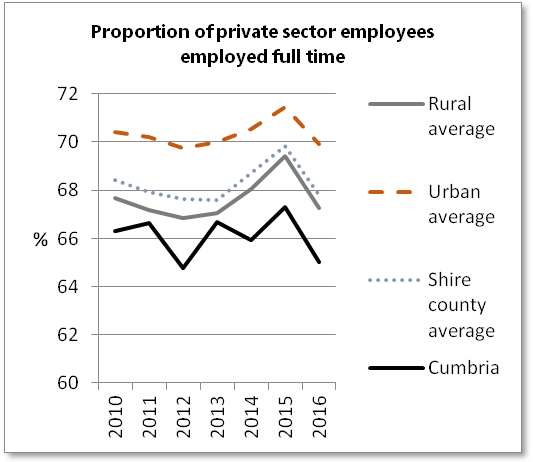 Proportion of private sector employees
employed full time
72
70
68
66
64
62
60
%
2010
2011
2012
2013
2014
2015
2016
Rural
average
Urban
average
Shire
county
average
Cumbria